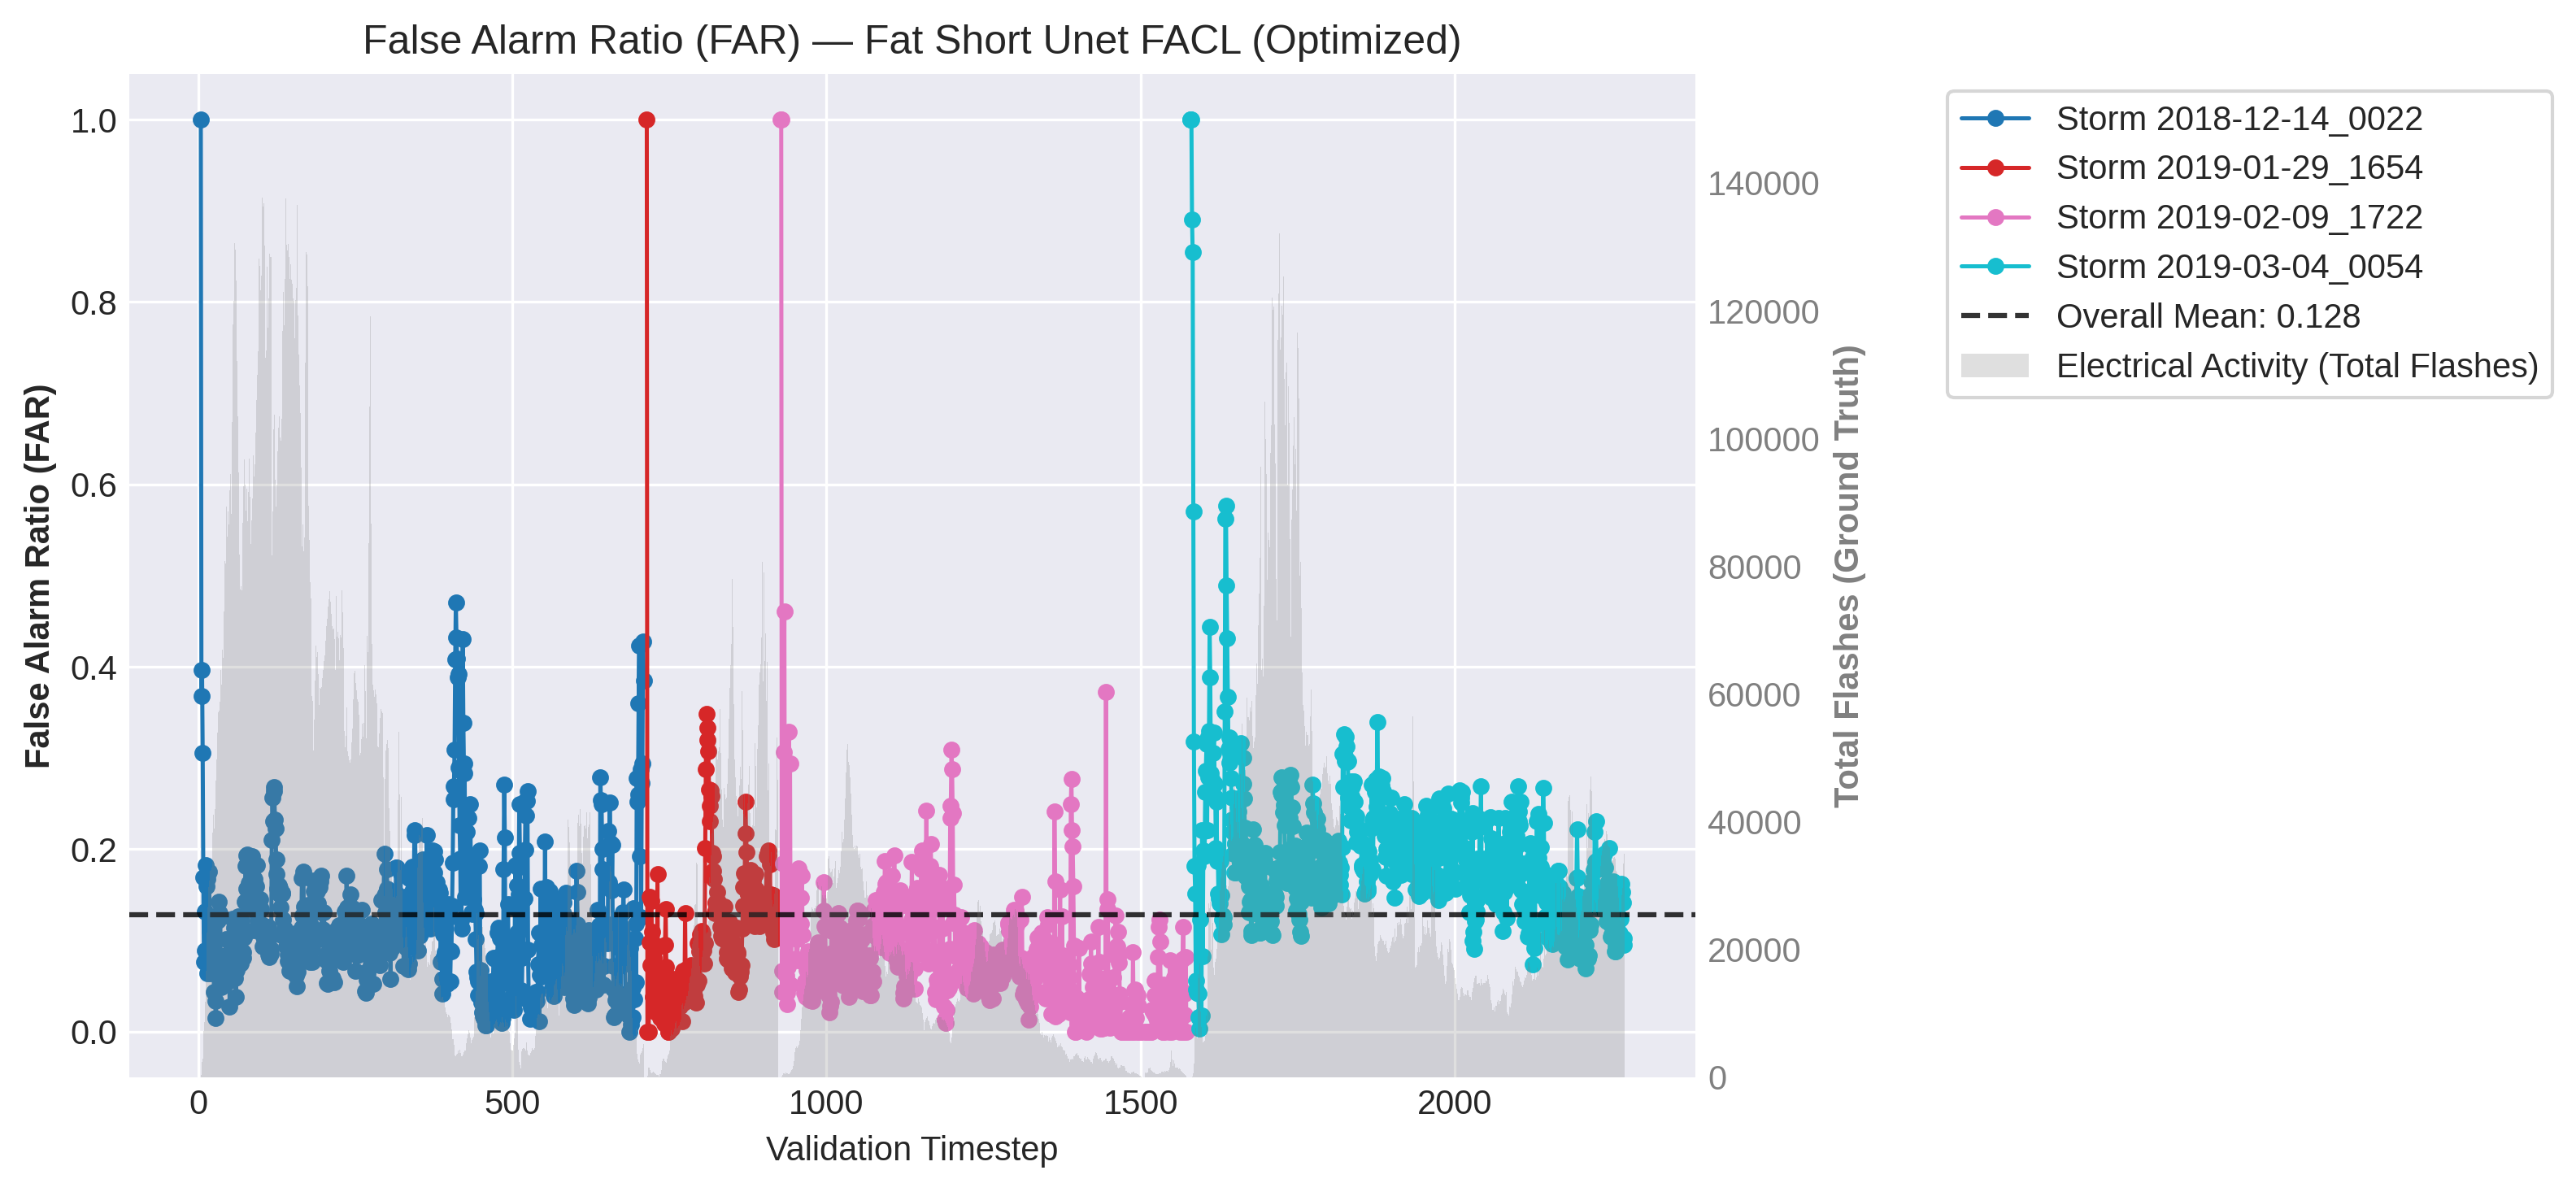 False Alarm Ratio (FAR) — Fat Short Unet FACL (Optimized)
False Alarm Ratio (FAR)
1.0
0.8
0.6
0.4
0.2
0.0
0
500
1000
1500
2000
Validation Timestep
140000
120000
100000
80000
60000
40000
20000
0
Total Flashes (Ground Truth)
Storm 2018-12-14_0022
Storm 2019-01-29_1654
Storm 2019-02-09_1722
Storm 2019-03-04_0054
Overall Mean: 0.128
Electrical Activity (Total Flashes)